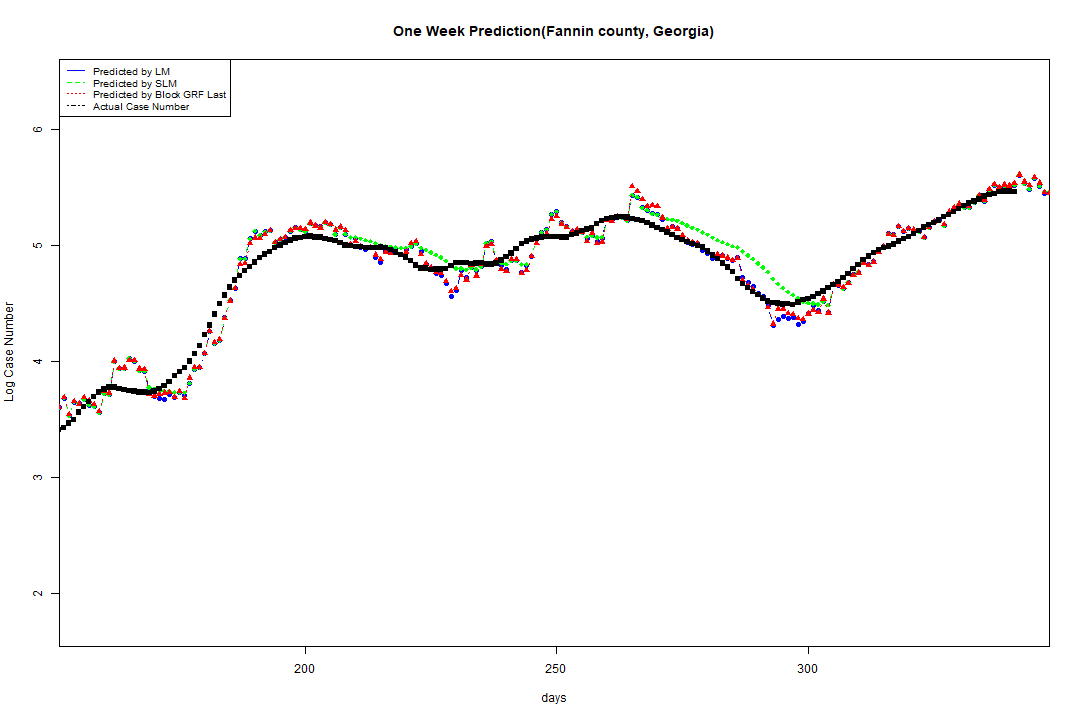 One Week Prediction(Fannin county, Georgia)
Predicted by LM
Predicted by SLM
Predicted by Block GRF Last
Actual Case Number
6
5
4
3
2
Log Case Number
200 250 300
days